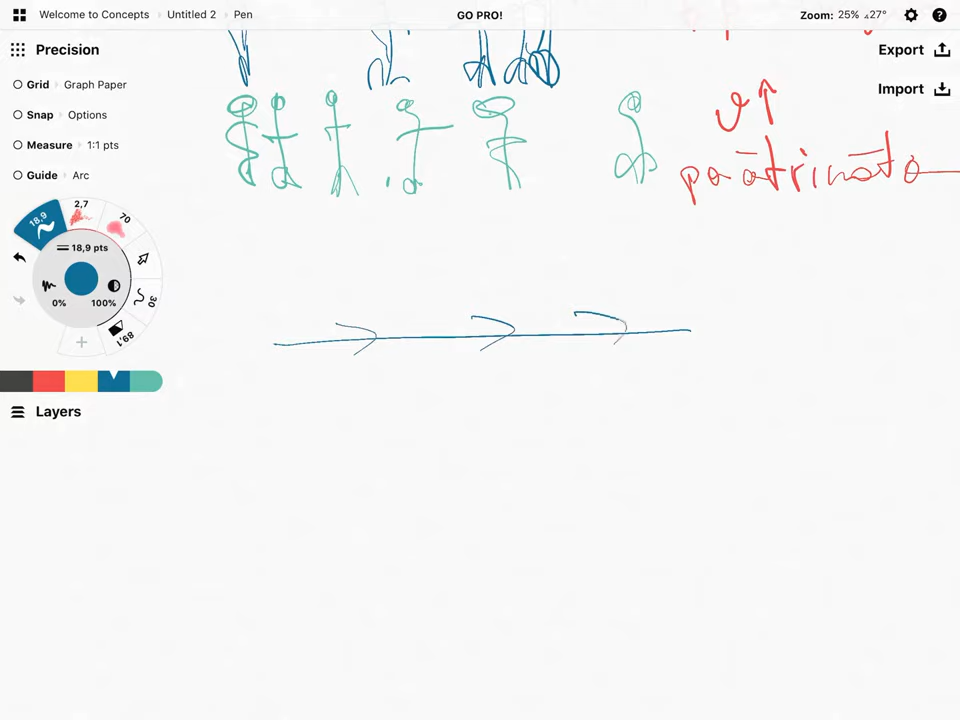 Welcome to Concepts › Untitled 2 › Pen
GO PRO!
Zoom: 25% ⊿27°
Precision
Export
Import
Grid › Graph Paper
Snap › Options
Measure › 1:1 pts
Guide › Arc
18,9
2,7
70
18,9 pts
0%
100%
30
89,1
Layers